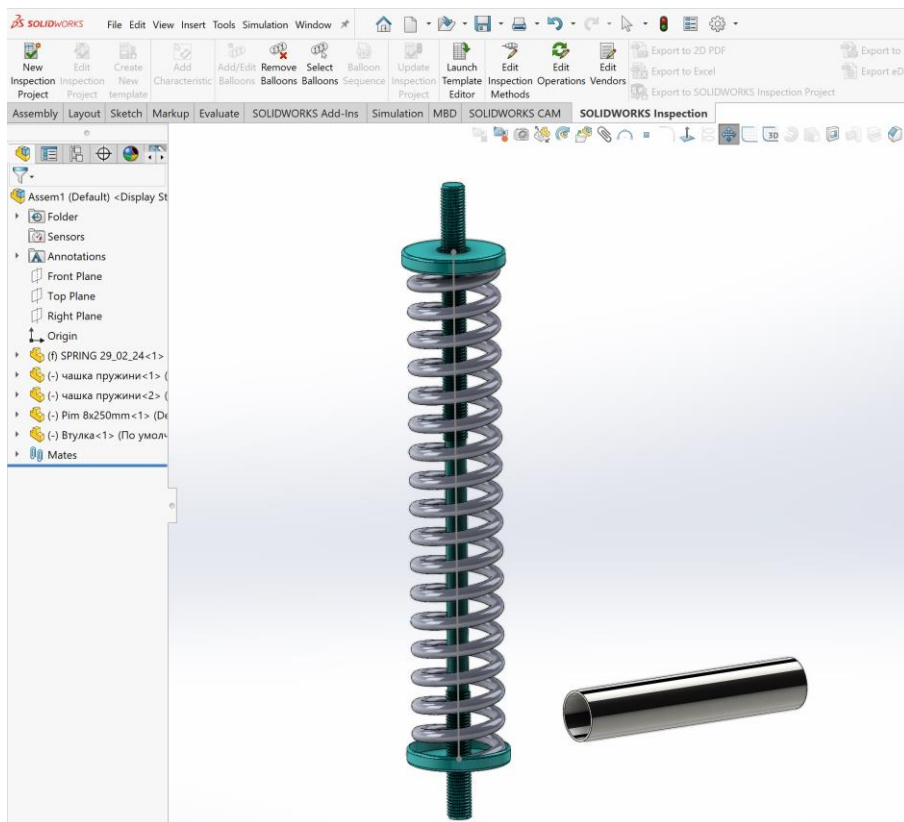 SOLIDWORKS File Edit View Insert Tools Simulation Window
New Inspection Project
Edit Inspection Project
Create New template
Add Characteristic
Add/Edit Balloons
Remove Balloons
Select Balloons
Balloon Sequence
Update Inspection Project
Launch Template Editor
Edit Inspection Methods
Edit Operations
Edit Vendors
Export to 2D PDF
Export to Excel
Export to SOLIDWORKS Inspection Project
Export to
Export eD
Assembly Layout Sketch Markup Evaluate SOLIDWORKS Add-Ins Simulation MBD SOLIDWORKS CAM SOLIDWORKS Inspection
3D
Assem1 (Default) <Display St
Folder
Sensors
Annotations
Front Plane
Top Plane
Right Plane
Origin
(f) SPRING 29_02_24<1>
(-) чашка пружини<1> (
(-) чашка пружини<2> (
(-) Pim 8x250mm<1> (De
(-) Втулка<1> (По умолч
Mates